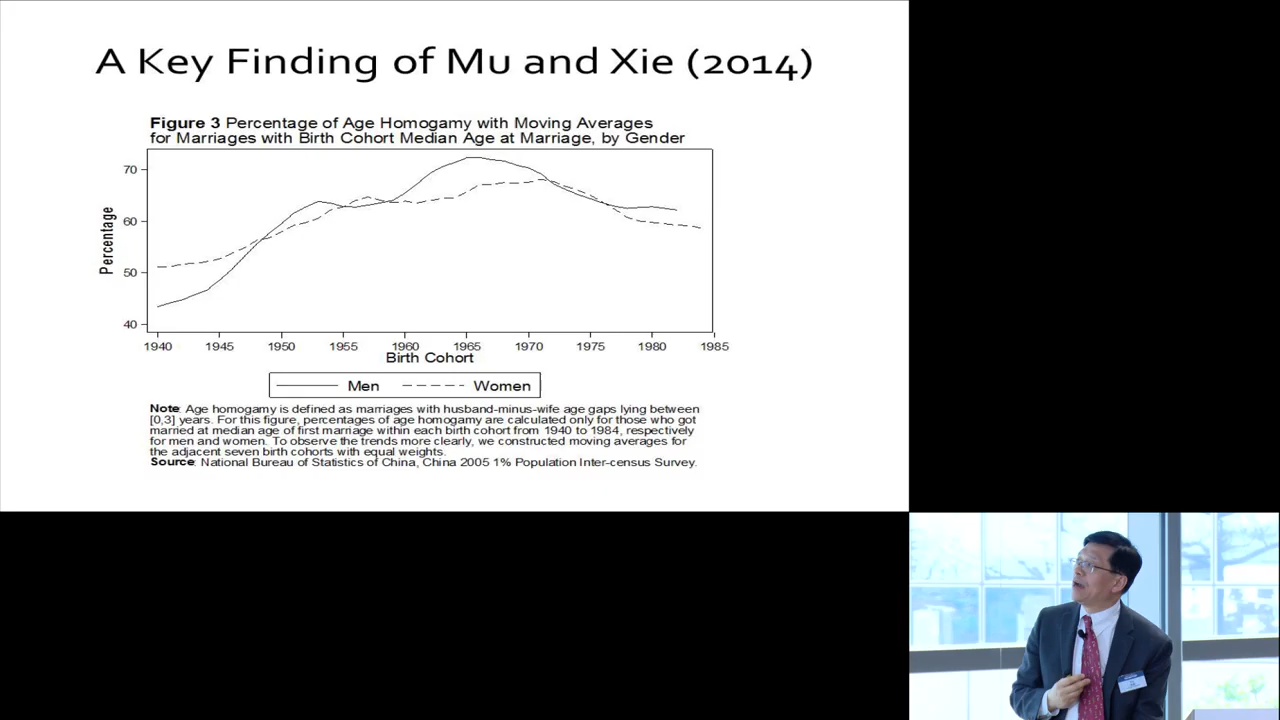 A Key Finding of Mu and Xie (2014)
Figure 3 Percentage of Age Homogamy with Moving Averages
for Marriages with Birth Cohort Median Age at Marriage, by Gender
Percentage
70
60
50
40
1940 1945 1950 1955 1960 1965 1970 1975 1980 1985
Birth Cohort
Men Women
Note: Age homogamy is defined as marriages with husband-minus-wife age gaps lying between
[0,3] years. For this figure, percentages of age homogamy are calculated only for those who got
married at median age of first marriage within each birth cohort from 1940 to 1984, respectively
for men and women. To observe the trends more clearly, we constructed moving averages for
the adjacent seven birth cohorts with equal weights.
Source: National Bureau of Statistics of China, China 2005 1% Population Inter-census Survey.